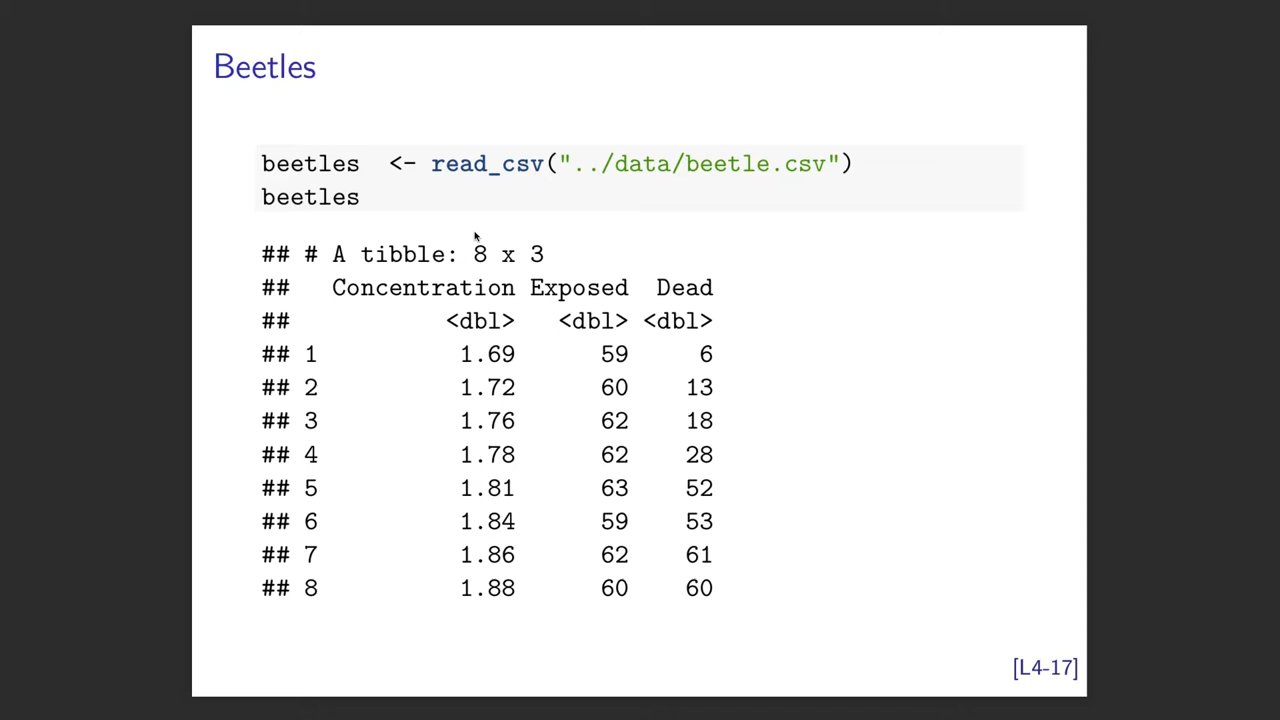 Beetles
beetles  <- read_csv("../data/beetle.csv")
beetles
## # A tibble: 8 x 3
##   Concentration Exposed  Dead
##           <dbl>   <dbl> <dbl>
## 1          1.69      59     6
## 2          1.72      60    13
## 3          1.76      62    18
## 4          1.78      62    28
## 5          1.81      63    52
## 6          1.84      59    53
## 7          1.86      62    61
## 8          1.88      60    60
[L4-17]